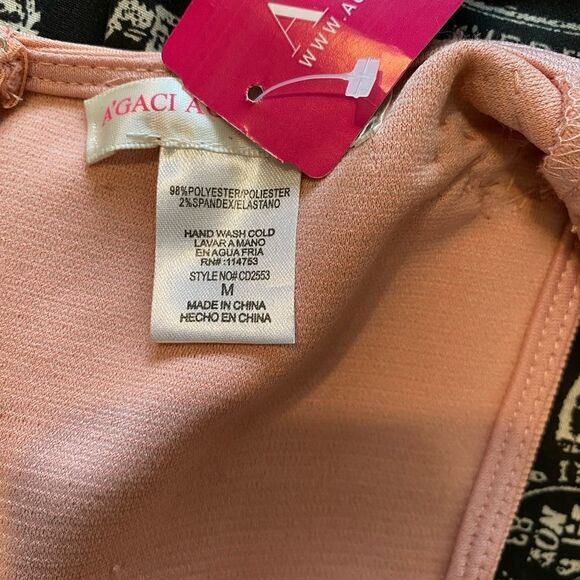 A
WWW.A
A'GACI A
98%POLYESTER/POLIESTER
2%SPANDEX/ELASTANO
HAND WASH COLD
LAVAR A MANO
EN AGUA FRIA
RN# :114753
STYLE NO# CD2553
M
MADE IN CHINA
HECHO EN CHINA